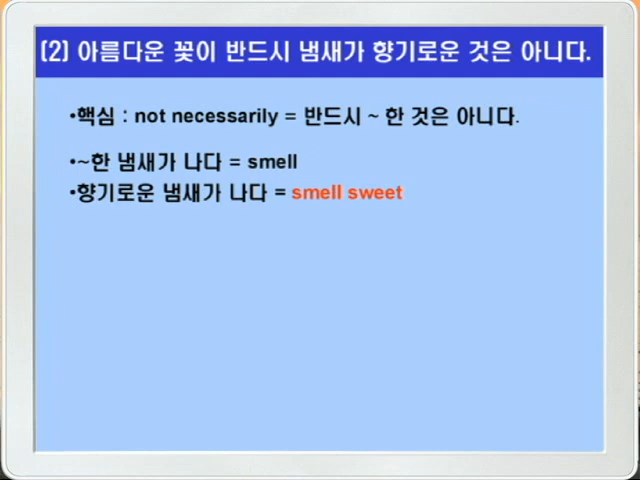 (2) 아름다운 꽃이 반드시 냄새가 향기로운 것은 아니다.
•핵심 : not necessarily = 반드시 ~ 한 것은 아니다.
•~한 냄새가 나다 = smell
•향기로운 냄새가 나다 = smell sweet